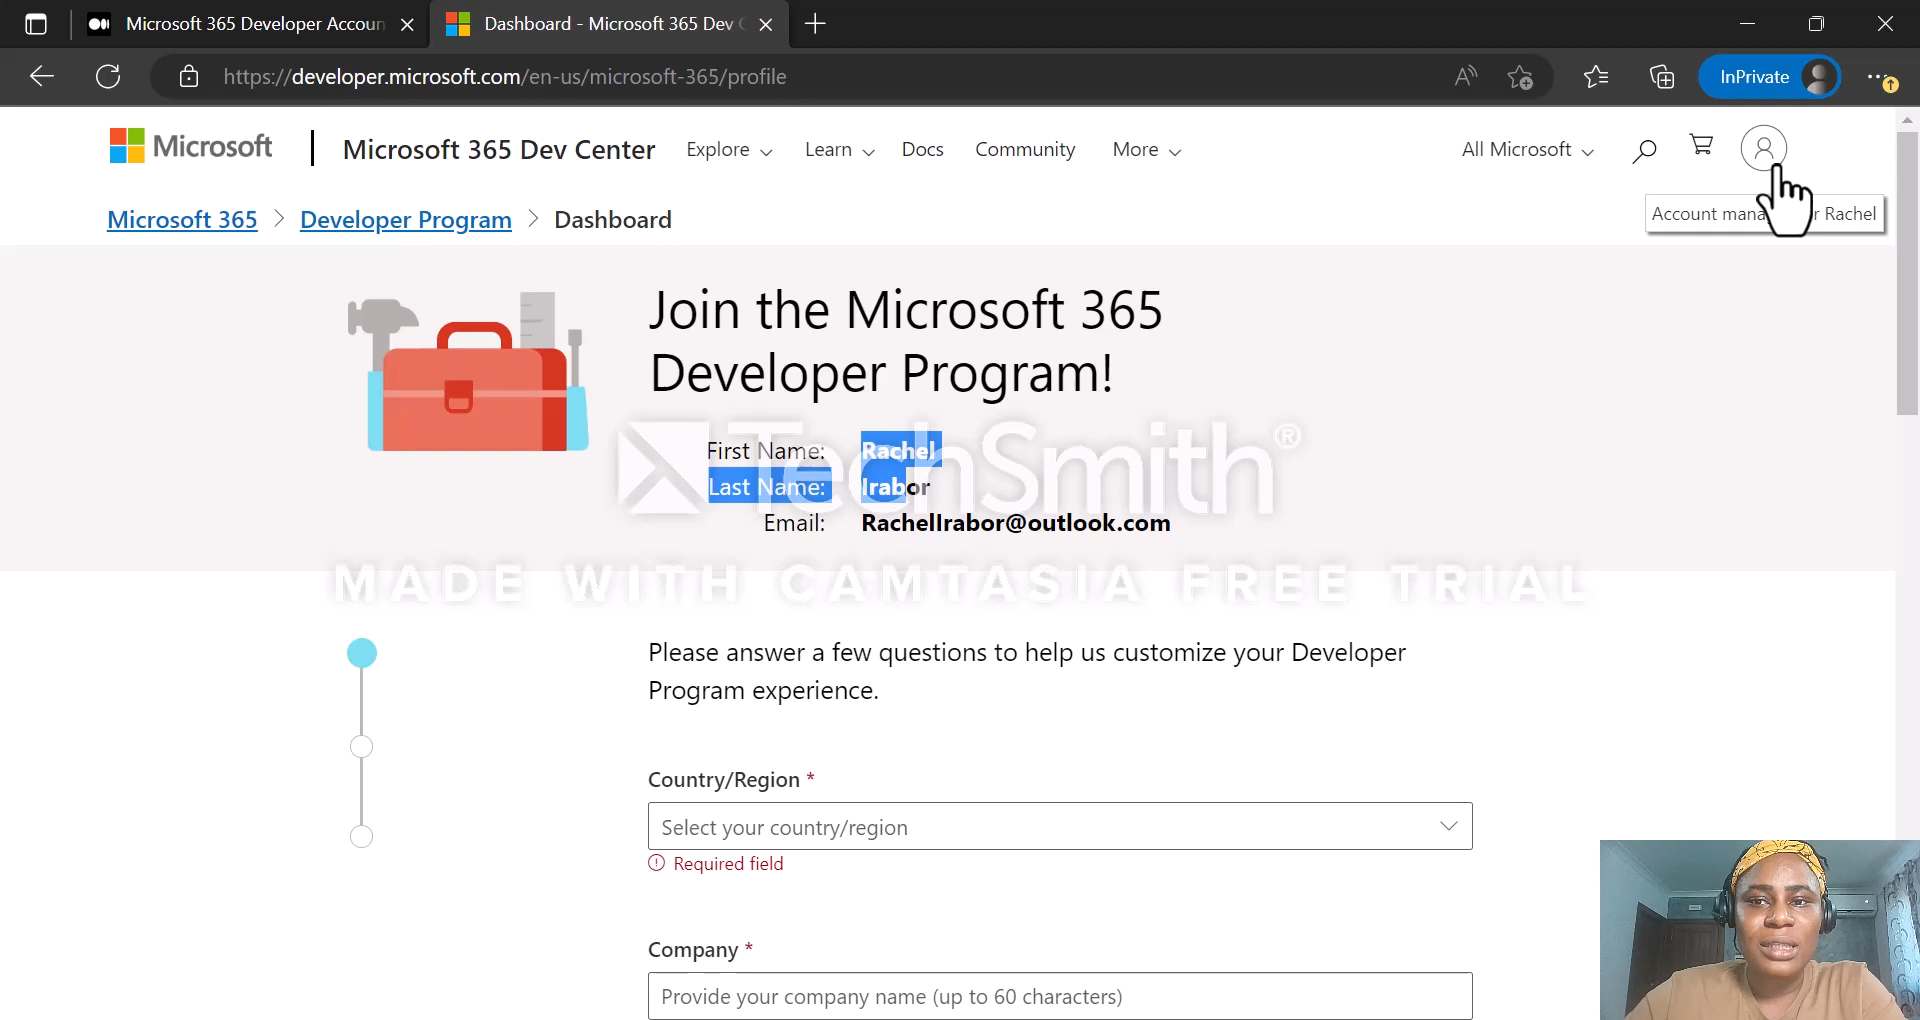 Microsoft 365 Developer Accoun
Dashboard - Microsoft 365 Dev C
https://developer.microsoft.com/en-us/microsoft-365/profile
InPrivate
Microsoft
Microsoft 365 Dev Center
Explore
Learn
Docs
Community
More
All Microsoft
Microsoft 365 > Developer Program > Dashboard
Account mana r Rachel
Join the Microsoft 365
Developer Program!
First Name: Rachel
Last Name: Irabor
Email: RachelIrabor@outlook.com
TechSmith®
MADE WITH CAMTASIA FREE TRIAL
Please answer a few questions to help us customize your Developer
Program experience.
Country/Region *
Select your country/region
Required field
Company *
Provide your company name (up to 60 characters)